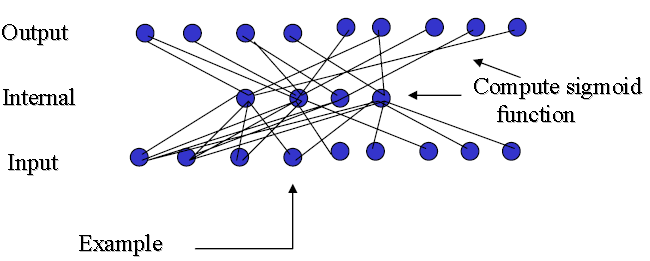 Output
Internal
Compute sigmoid
function
Input
Example